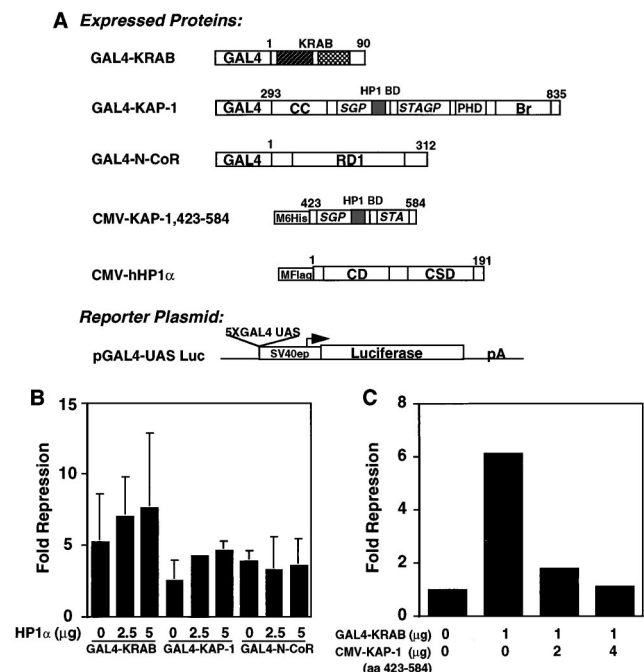 A Expressed Proteins:
1 KRAB 90
GAL4-KRAB GAL4
293 HP1 BD 835
GAL4-KAP-1 GAL4 CC SGP STAGP PHD Br
1 312
GAL4-N-CoR GAL4 RD1
423 HP1 BD 584
CMV-KAP-1,423-584 M6His SGP STA
1 191
CMV-hHP1α MFlag CD CSD
Reporter Plasmid:
5XGAL4 UAS
pGAL4-UAS Luc SV40ep Luciferase pA
B
15
10
5
0
Fold Repression
HP1α (μg) 0 2.5 5 0 2.5 5 0 2.5 5
GAL4-KRAB GAL4-KAP-1 GAL4-N-CoR
C
8
6
4
2
0
Fold Repression
GAL4-KRAB (μg) 0 1 1 1
CMV-KAP-1 (μg) 0 0 2 4
(aa 423-584)